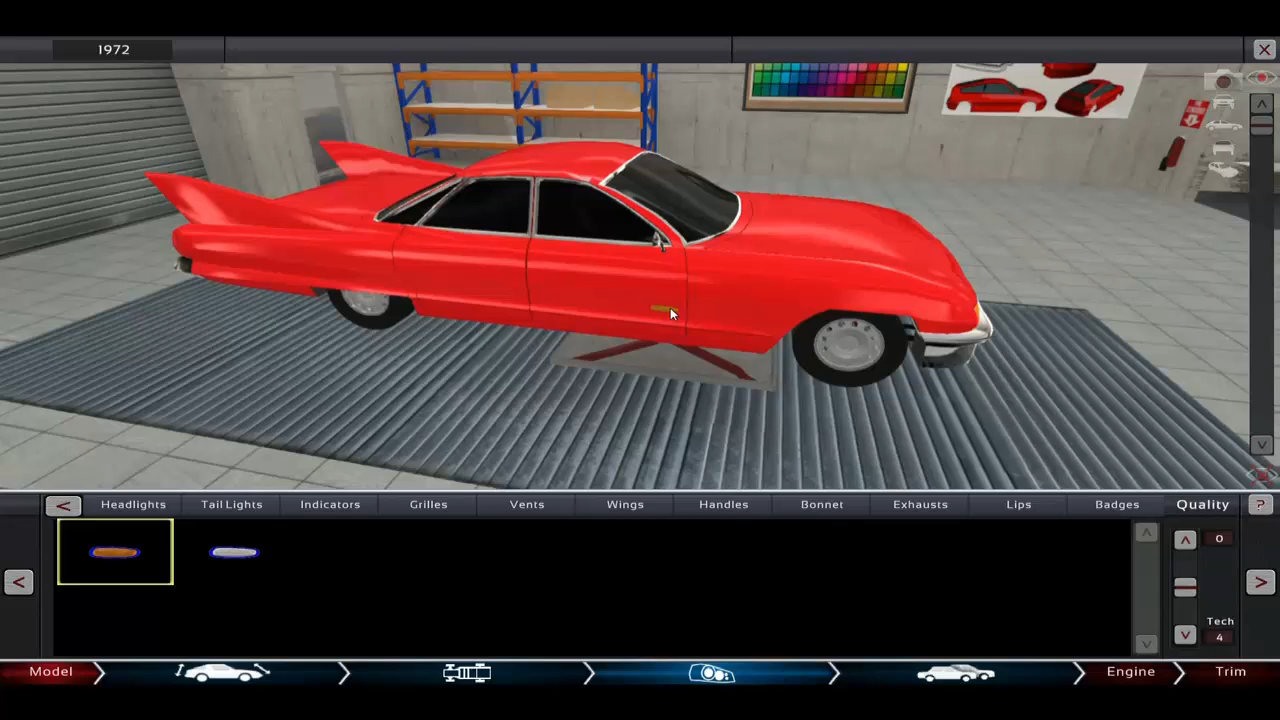 1972
Headlights Tail Lights Indicators Grilles Vents Wings Handles Bonnet Exhausts Lips Badges Quality ?
0
Tech
4
Model Engine Trim